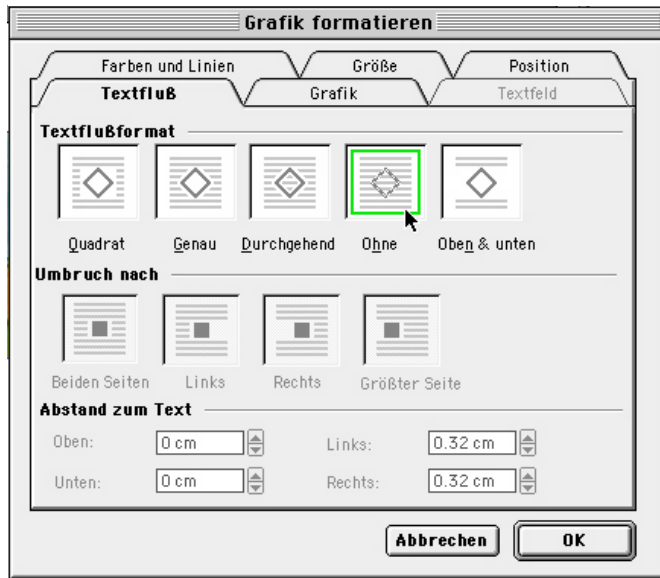 Grafik formatieren
Farben und Linien Größe Position
Textfluß Grafik Textfeld
Textflußformat
Quadrat Genau Durchgehend Ohne Oben & unten
Umbruch nach
Beiden Seiten Links Rechts Größter Seite
Abstand zum Text
Oben: 0 cm Links: 0.32 cm
Unten: 0 cm Rechts: 0.32 cm
Abbrechen OK